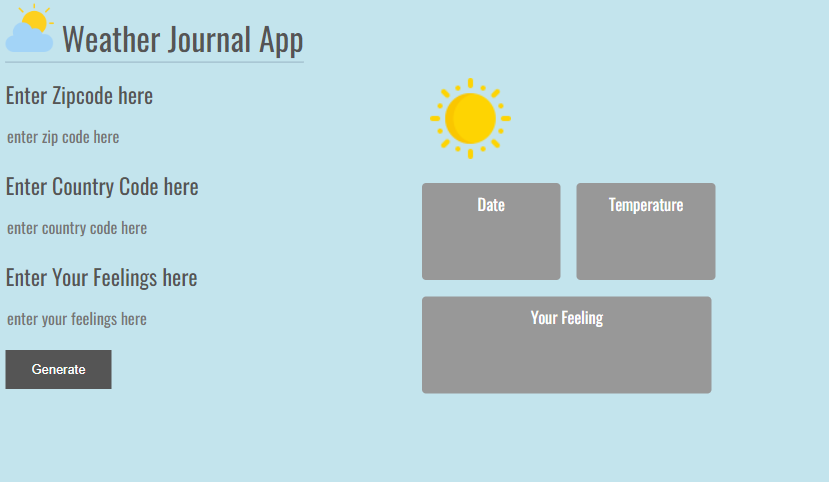 Weather Journal App
Enter Zipcode here
enter zip code here
Enter Country Code here
enter country code here
Enter Your Feelings here
enter your feelings here
Generate
Date
Temperature
Your Feeling